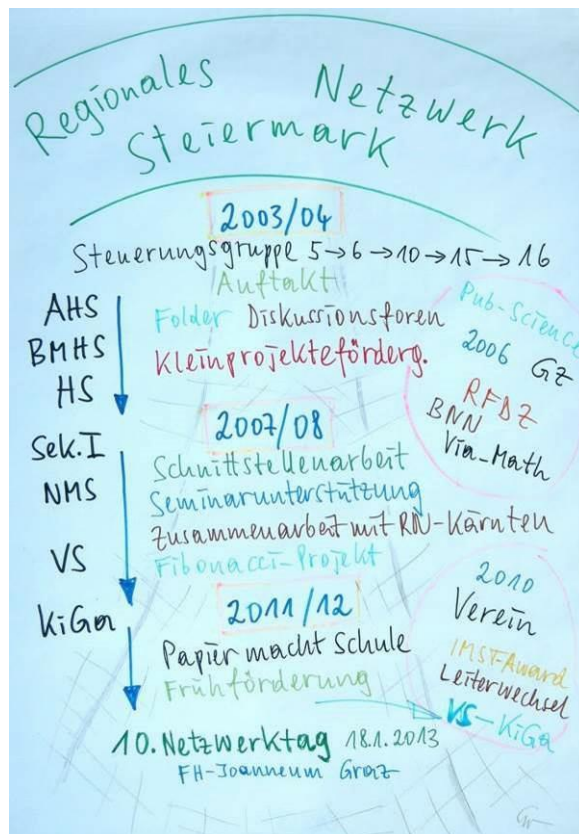 Regionales Netzwerk
Steiermark
2003/04
Steuerungsgruppe 5→6→10→15→16
Auftakt
Folder Diskussionsforen
Kleinprojekteförderg.
AHS
BMHS
HS
Pub-Science
2006 GZ
RFDZ
BNN
Via-Math
2007/08
Schnittstellenarbeit
Seminarunterstützung
Zusammenarbeit mit RN-Kärnten
Fibonacci-Projekt
Sek.I
NMS
VS
KiGa
2011/12
Papier macht Schule
Frühförderung
2010
Verein
IMST-Award
Leiterwechsel
VS-KiGa
10. Netzwerktag 18.1.2013
FH-Joanneum Graz